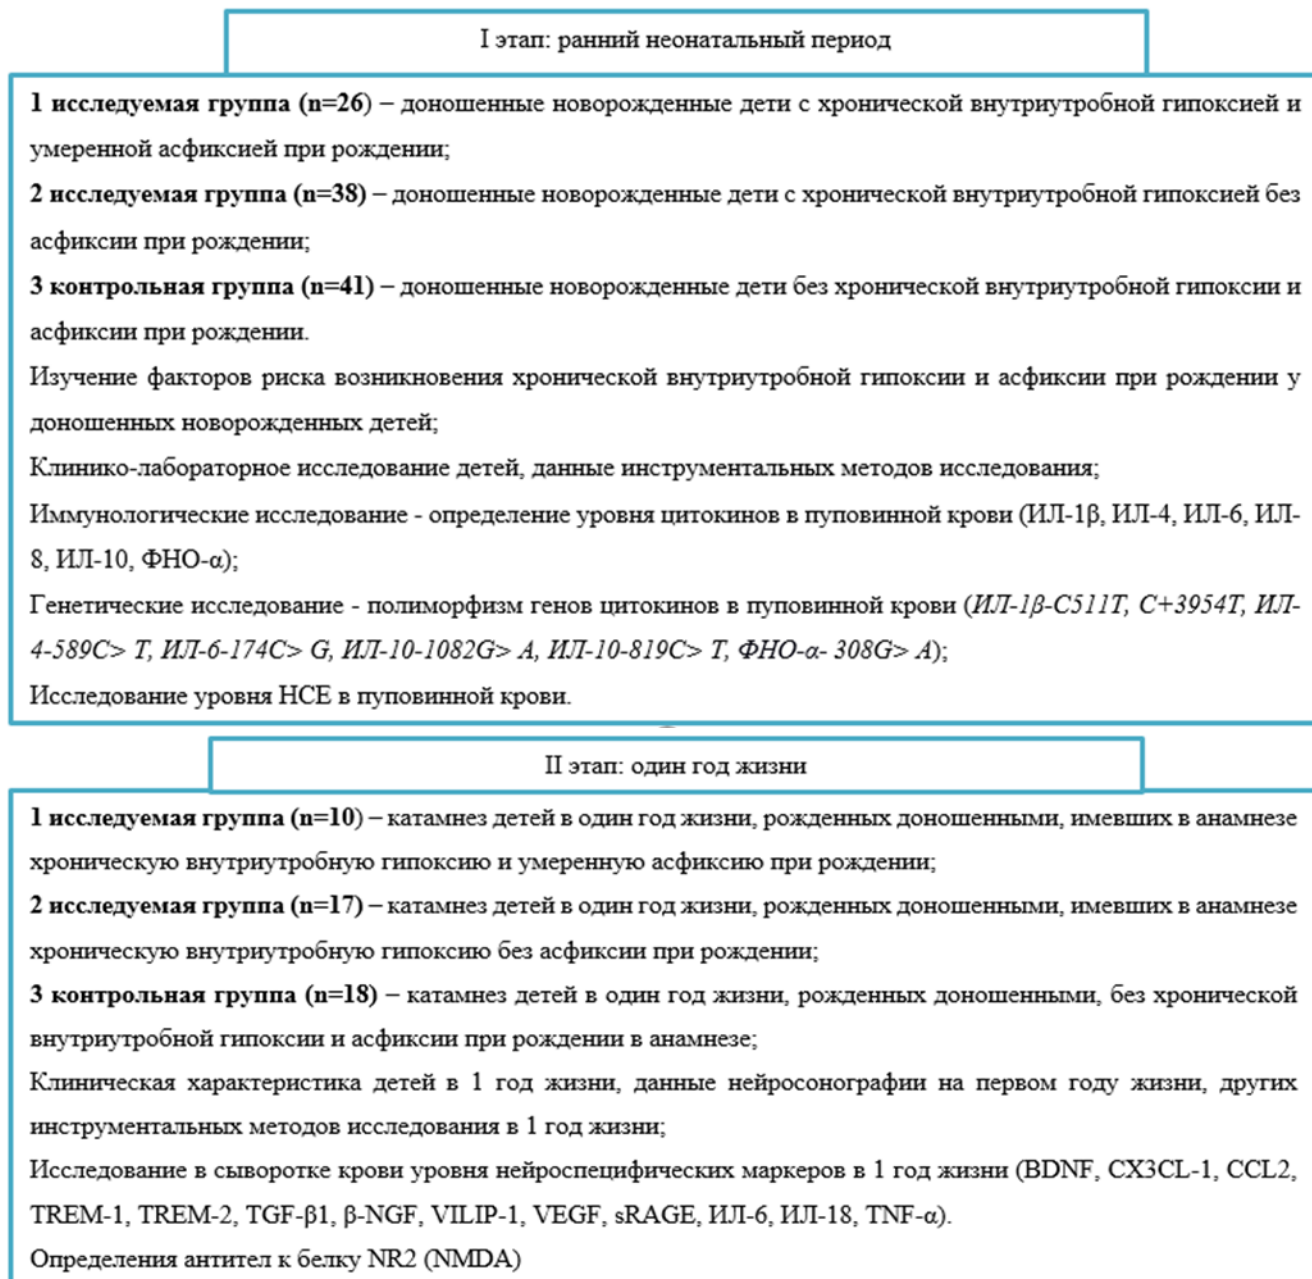 I этап: ранний неонатальный период
1 исследуемая группа (n=26) – доношенные новорожденные дети с хронической внутриутробной гипоксией и
умеренной асфиксией при рождении;
2 исследуемая группа (n=38) – доношенные новорожденные дети с хронической внутриутробной гипоксией без
асфиксии при рождении;
3 контрольная группа (n=41) – доношенные новорожденные дети без хронической внутриутробной гипоксии и
асфиксии при рождении.
Изучение факторов риска возникновения хронической внутриутробной гипоксии и асфиксии при рождении у
доношенных новорожденных детей;
Клинико-лабораторное исследование детей, данные инструментальных методов исследования;
Иммунологические исследование - определение уровня цитокинов в пуповинной крови (ИЛ-1β, ИЛ-4, ИЛ-6, ИЛ-
8, ИЛ-10, ФНО-α);
Генетические исследование - полиморфизм генов цитокинов в пуповинной крови (ИЛ-1β-C511T, C+3954T, ИЛ-
4-589C> T, ИЛ-6-174C> G, ИЛ-10-1082G> A, ИЛ-10-819C> T, ФНО-α- 308G> A);
Исследование уровня НСЕ в пуповинной крови.
II этап: один год жизни
1 исследуемая группа (n=10) – катамнез детей в один год жизни, рожденных доношенными, имевших в анамнезе
хроническую внутриутробную гипоксию и умеренную асфиксию при рождении;
2 исследуемая группа (n=17) – катамнез детей в один год жизни, рожденных доношенными, имевших в анамнезе
хроническую внутриутробную гипоксию без асфиксии при рождении;
3 контрольная группа (n=18) – катамнез детей в один год жизни, рожденных доношенными, без хронической
внутриутробной гипоксии и асфиксии при рождении в анамнезе;
Клиническая характеристика детей в 1 год жизни, данные нейросонографии на первом году жизни, других
инструментальных методов исследования в 1 год жизни;
Исследование в сыворотке крови уровня нейроспецифических маркеров в 1 год жизни (BDNF, CX3CL-1, CCL2,
TREM-1, TREM-2, TGF-β1, β-NGF, VILIP-1, VEGF, sRAGE, ИЛ-6, ИЛ-18, TNF-α).
Определения антител к белку NR2 (NMDA)